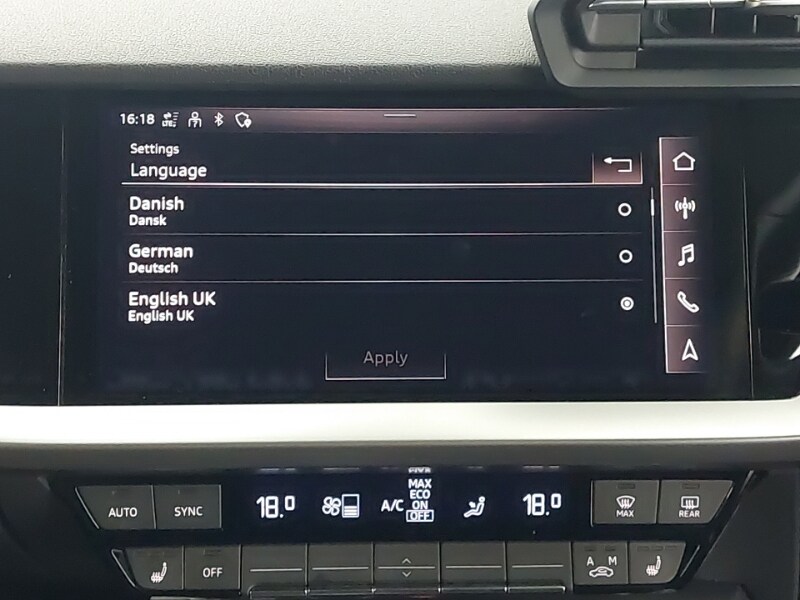 16:18 LTE
Settings
Language
Danish
Dansk
German
Deutsch
English UK
English UK
Apply
AUTO SYNC 18.0 A/C MAX ECO ON OFF 18.0 MAX REAR
OFF A M